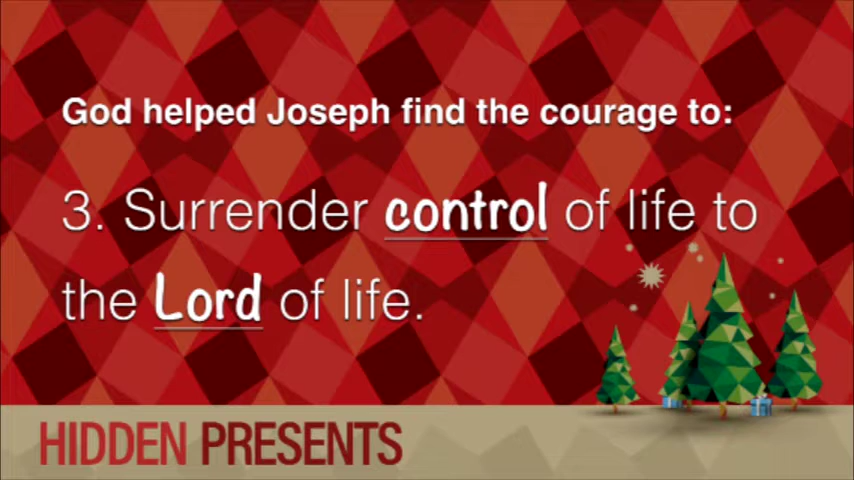 God helped Joseph find the courage to:
3. Surrender control of life to
the Lord of life.
HIDDEN PRESENTS